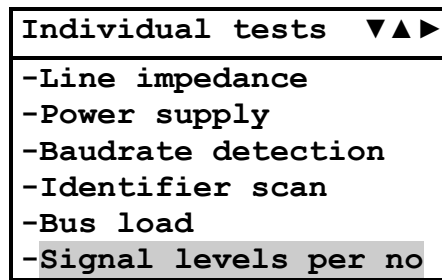 Individual tests ▼▲►
-Line impedance
-Power supply
-Baudrate detection
-Identifier scan
-Bus load
-Signal levels per no